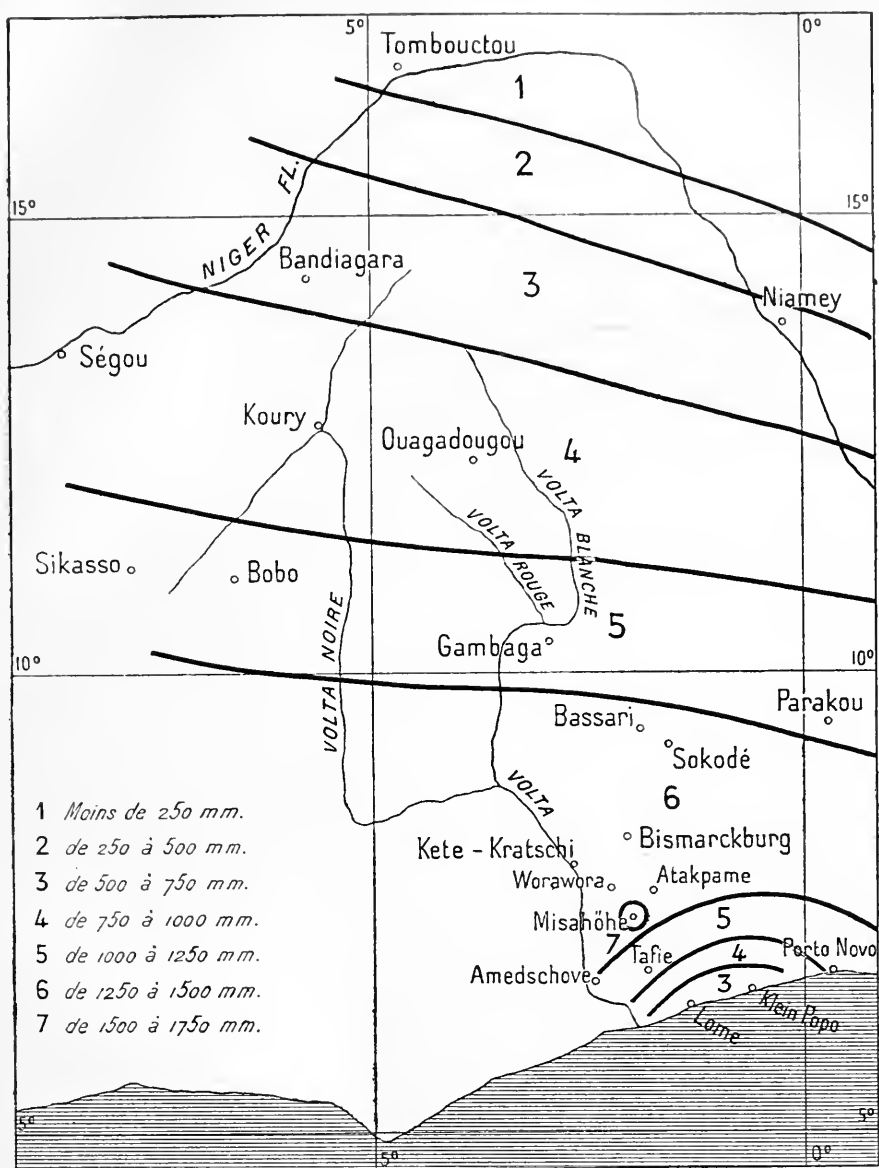 5°
0°
Tombouctou
1
2
NIGER FL.
15°
15°
Bandiagara
3
Niamey
Ségou
Koury
Ouagadougou
4
VOLTA BLANCHE
VOLTA ROUGE
Sikasso
Bobo
5
VOLTA NOIRE
Gambaga
10°
10°
Parakou
Bassari
Sokodé
VOLTA
6
Bismarckburg
Kete - Kratschi
Worawora
Atakpame
Misahöhe
5
7
Tafie
4
Porto Novo
Amedschove
3
Klein Popo
Lome
1 Moins de 250 mm.
2 de 250 à 500 mm.
3 de 500 à 750 mm.
4 de 750 à 1000 mm.
5 de 1000 à 1250 mm.
6 de 1250 à 1500 mm.
7 de 1500 à 1750 mm.
5°
5°
5°
0°